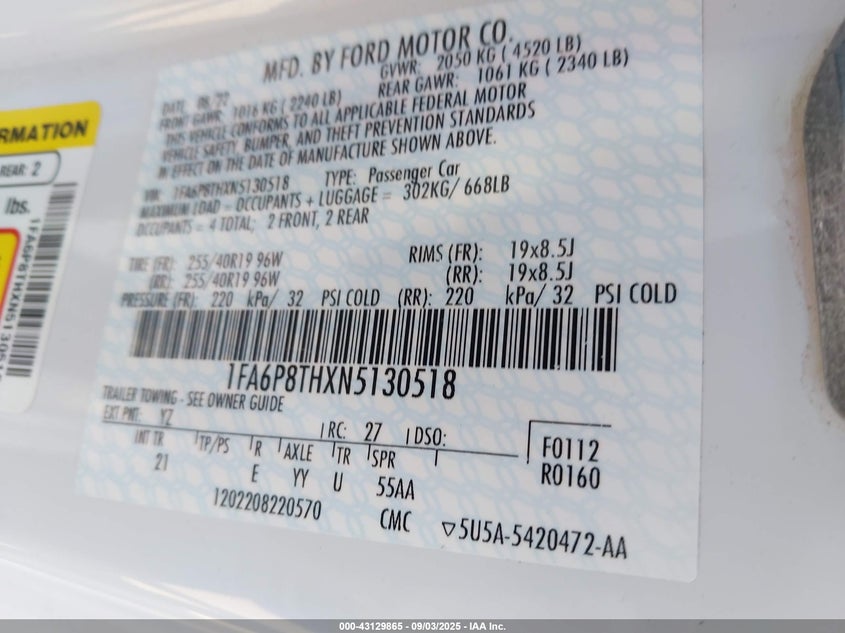 MFD. BY FORD MOTOR CO.
DATE: 08/22 GVWR: 2050 KG ( 4520 LB)
FRONT GAWR: 1016 KG ( 2240 LB) REAR GAWR: 1061 KG ( 2340 LB)
THIS VEHICLE CONFORMS TO ALL APPLICABLE FEDERAL MOTOR
VEHICLE SAFETY, BUMPER, AND THEFT PREVENTION STANDARDS
IN EFFECT ON THE DATE OF MANUFACTURE SHOWN ABOVE.
VIN: 1FA6P8THXN5130518 TYPE: Passenger Car
MAXIMUM LOAD = OCCUPANTS + LUGGAGE = 302KG/ 668LB
OCCUPANTS = 4 TOTAL; 2 FRONT, 2 REAR
TIRE (FR): 255/40R19 96W RIMS (FR): 19x8.5J
(RR): 255/40R19 96W (RR): 19x8.5J
PRESSURE (FR): 220 kPa/ 32 PSI COLD (RR): 220 kPa/ 32 PSI COLD
1FA6P8THXN5130518
TRAILER TOWING - SEE OWNER GUIDE
EXT PNT: YZ RC: 27 DSO:
INT TR TP/PS R AXLE TR SPR
21 E YY U 55AA
F0112
R0160
1202208220570 CMC ▽5U5A-5420472-AA
RMATION
REAR: 2
lbs.
1FA6P8THXN5130518
000-43129865 - 09/03/2025 - IAA Inc.